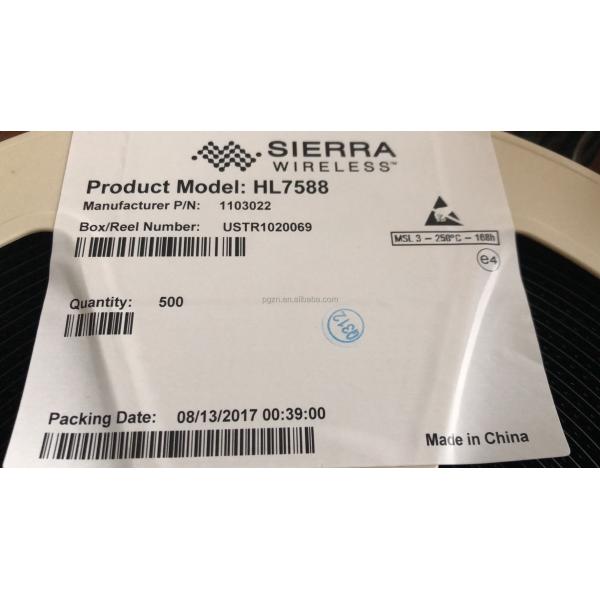 SIERRA
WIRELESS™
Product Model: HL7588
Manufacturer P/N: 1103022
Box/Reel Number: USTR1020069
MSL 3 - 250°C - 168h
e4
Quantity: 500
pgzn.en.alibaba.com
Q312
Packing Date: 08/13/2017 00:39:00
Made in China